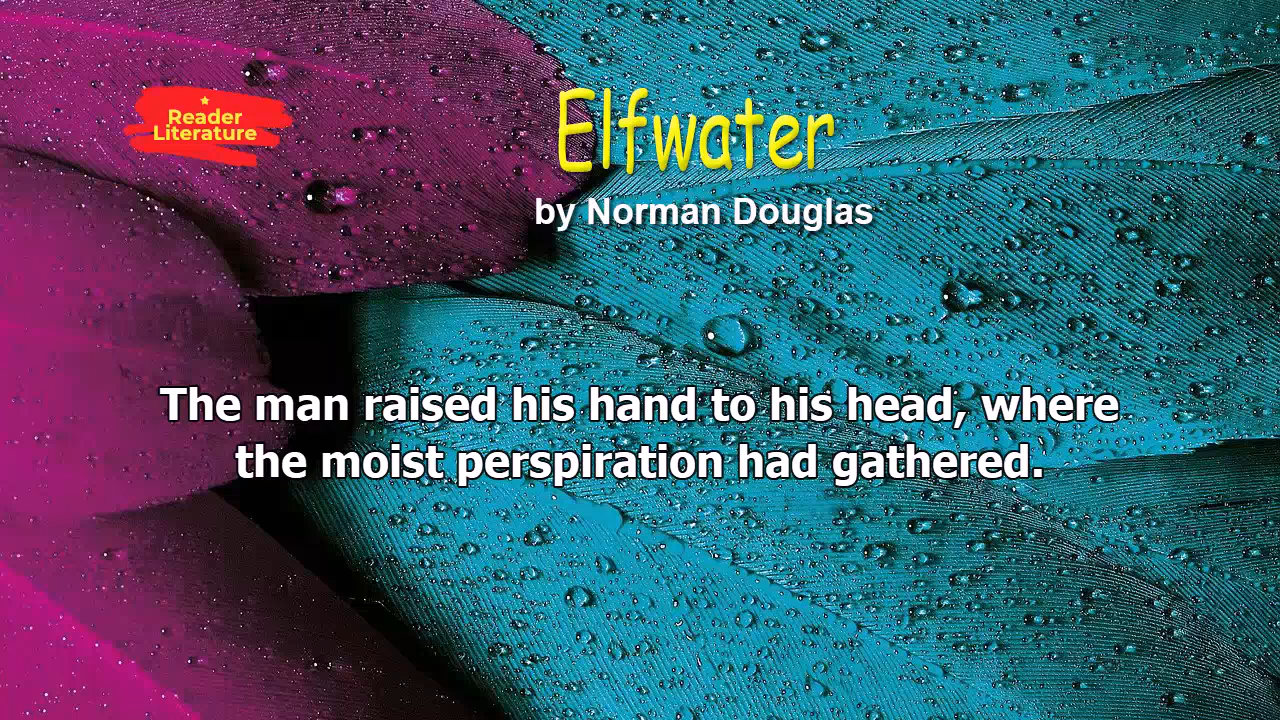 Reader
Literature
Elfwater
by Norman Douglas
The man raised his hand to his head, where
the moist perspiration had gathered.